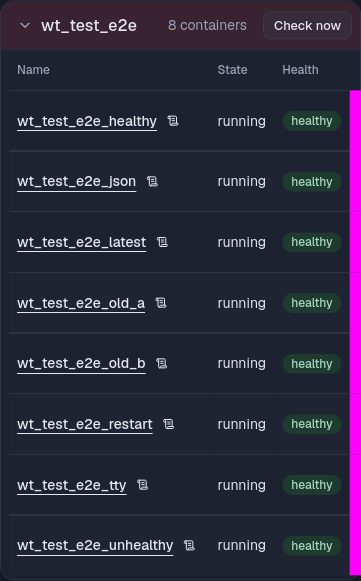 wt_test_e2e 8 containers Check now
Name State Health
wt_test_e2e_healthy running healthy
wt_test_e2e_json running healthy
wt_test_e2e_latest running healthy
wt_test_e2e_old_a running healthy
wt_test_e2e_old_b running healthy
wt_test_e2e_restart running healthy
wt_test_e2e_tty running healthy
wt_test_e2e_unhealthy running healthy